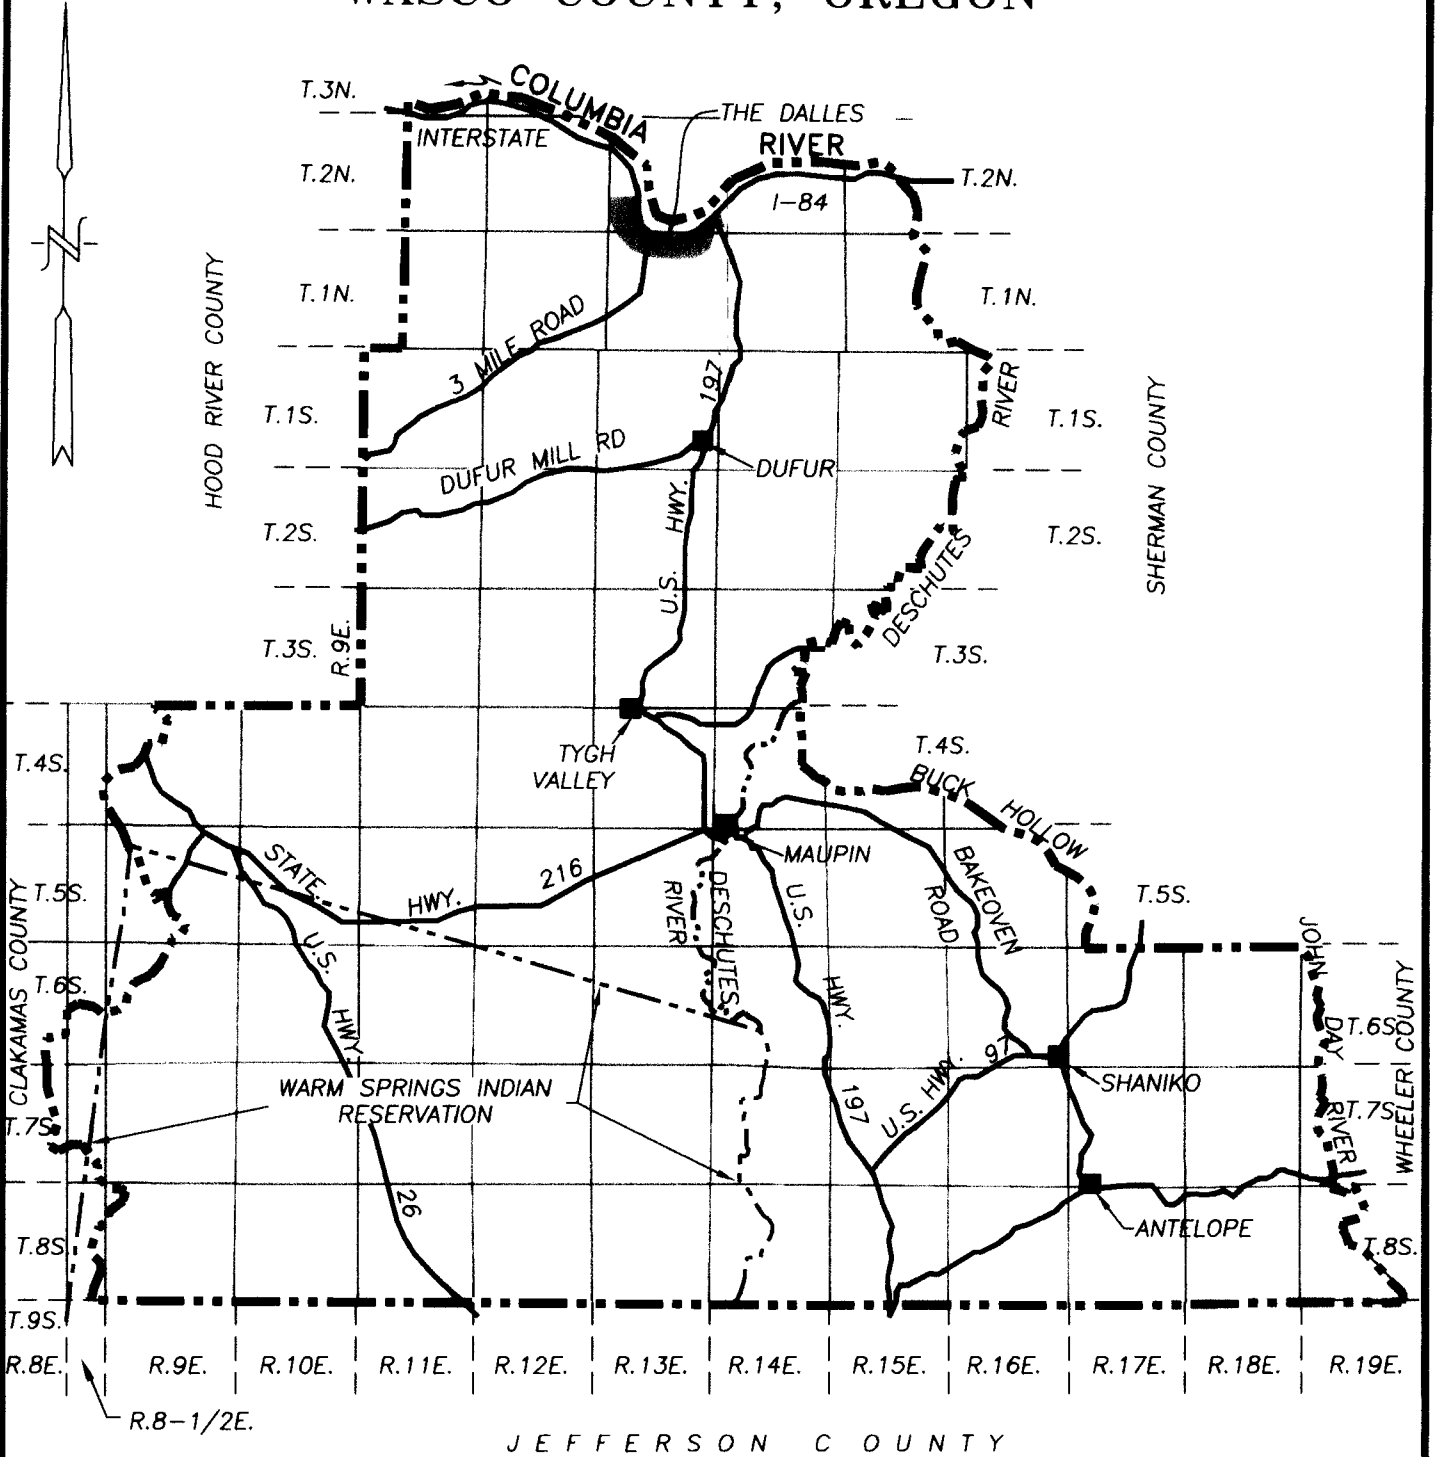 WASCO COUNTY, OREGON
T.3N.
COLUMBIA
THE DALLES
INTERSTATE
RIVER
T.2N.
T.2N.
I-84
HOOD RIVER COUNTY
T.1N.
T.1N.
3 MILE ROAD
197
RIVER
SHERMAN COUNTY
T.1S.
T.1S.
DUFUR MILL RD
DUFUR
HWY.
T.2S.
T.2S.
DESCHUTES
U.S.
R.9E.
T.3S.
T.3S.
TYGH
VALLEY
T.4S.
T.4S.
BUCK
HOLLOW
STATE
HWY.
216
MAUPIN
BAKEOVEN
ROAD
CLAKAMAS COUNTY
T.5S.
T.5S.
RIVER
DESCHUTES
U.S.
U.S.
JOHN
T.6S.
HWY.
HWY.
DAY
T.6S.
WHEELER COUNTY
WARM SPRINGS INDIAN
RESERVATION
U.S. HWY.
97
SHANIKO
T.7S.
197
RIVER
T.7S.
26
ANTELOPE
T.8S.
T.8S.
T.9S.
R.8E.
R.9E.
R.10E.
R.11E.
R.12E.
R.13E.
R.14E.
R.15E.
R.16E.
R.17E.
R.18E.
R.19E.
R.8-1/2E.
JEFFERSON COUNTY